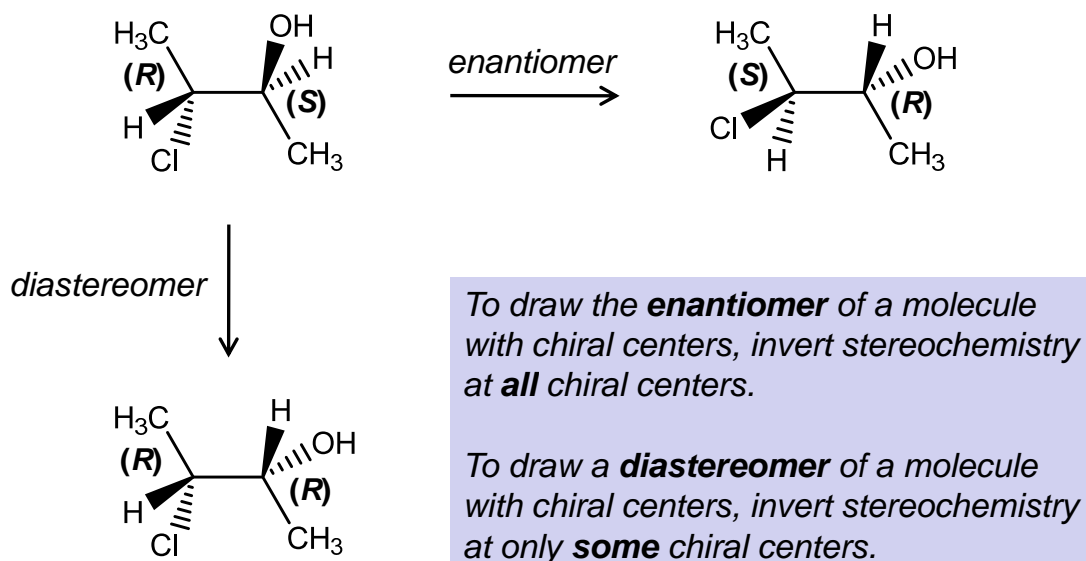 H3C
OH
H
(R)
(S)
H
Cl
CH3
enantiomer
H3C
H
OH
(S)
(R)
Cl
H
CH3
diastereomer
H3C
H
OH
(R)
(R)
H
Cl
CH3
To draw the enantiomer of a molecule
with chiral centers, invert stereochemistry
at all chiral centers.
To draw a diastereomer of a molecule
with chiral centers, invert stereochemistry
at only some chiral centers.